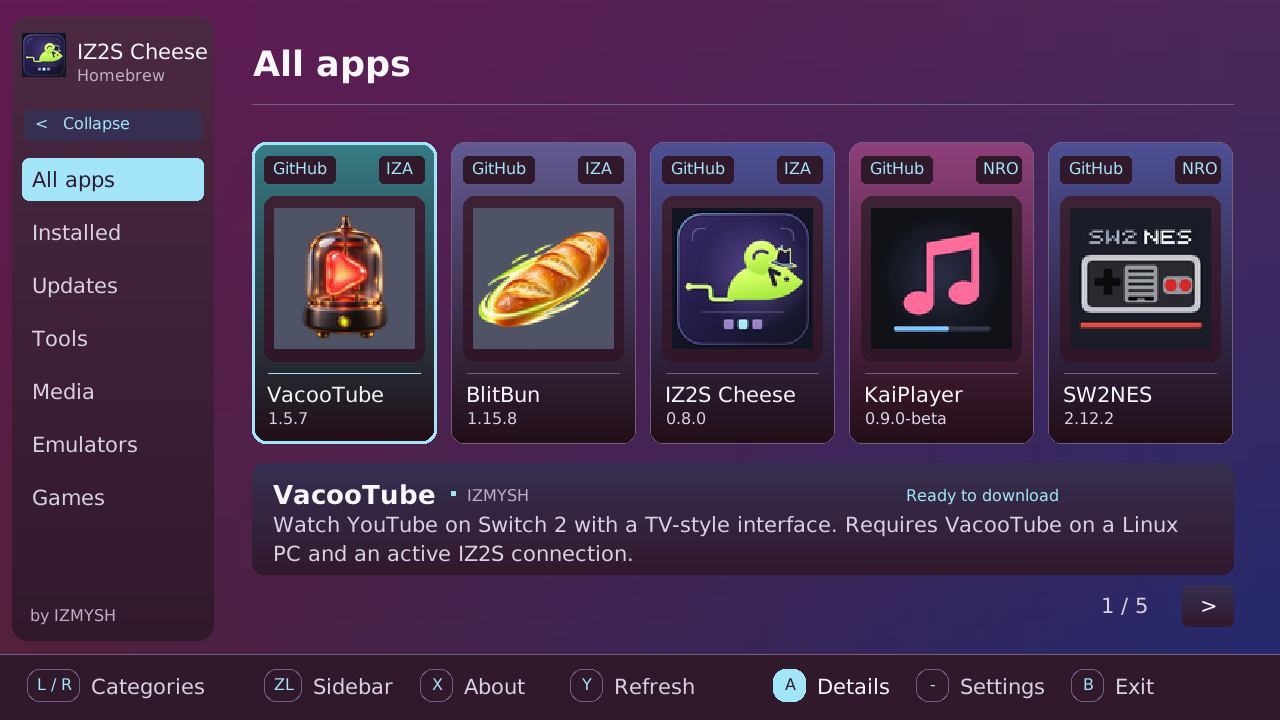 IZ2S Cheese
Homebrew
< Collapse
All apps
Installed
Updates
Tools
Media
Emulators
Games
by IZMYSH
All apps
GitHub IZA
VacooTube
1.5.7
GitHub IZA
BlitBun
1.15.8
GitHub IZA
IZ2S Cheese
0.8.0
GitHub NRO
KaiPlayer
0.9.0-beta
GitHub NRO
SW2 NES
SW2NES
2.12.2
VacooTube · IZMYSH Ready to download
Watch YouTube on Switch 2 with a TV-style interface. Requires VacooTube on a Linux
PC and an active IZ2S connection.
1 / 5 >
L / R Categories ZL Sidebar X About Y Refresh A Details - Settings B Exit